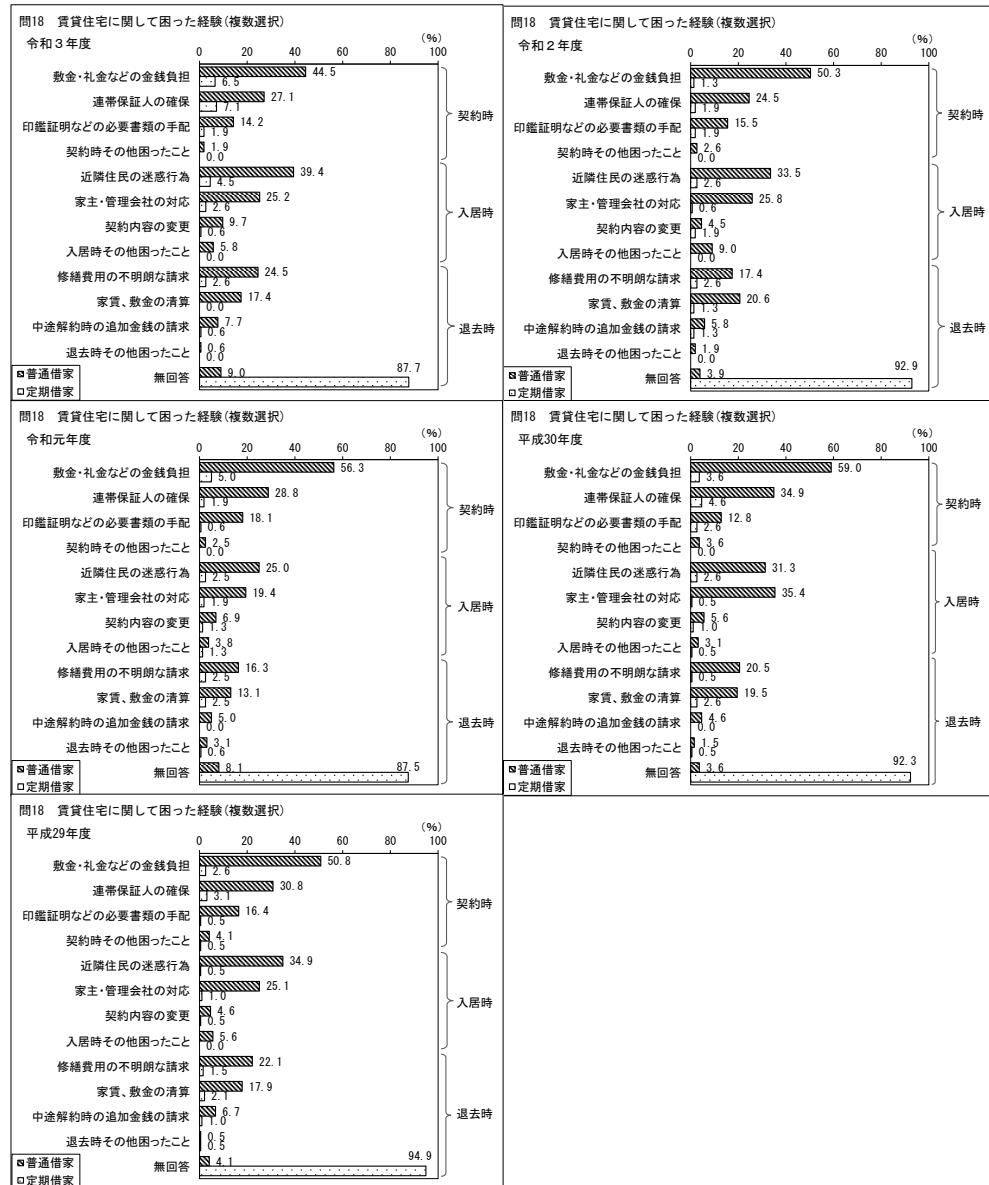 問18 賃貸住宅に関して困った経験(複数選択)
令和3年度
(%)
0 20 40 60 80 100
敷金・礼金などの金銭負担 44.5
6.5
連帯保証人の確保 27.1
7.1
印鑑証明などの必要書類の手配 14.2
1.9
契約時その他困ったこと 1.9
0.0
契約時
近隣住民の迷惑行為 39.4
4.5
家主・管理会社の対応 25.2
2.6
契約内容の変更 9.7
0.6
入居時その他困ったこと 5.8
0.0
入居時
修繕費用の不明朗な請求 24.5
2.6
家賃、敷金の清算 17.4
0.0
中途解約時の追加金銭の請求 7.7
0.6
退去時その他困ったこと 0.6
0.0
退去時
無回答 9.0
87.7
普通借家
定期借家
問18 賃貸住宅に関して困った経験(複数選択)
令和2年度
(%)
0 20 40 60 80 100
敷金・礼金などの金銭負担 50.3
1.3
連帯保証人の確保 24.5
1.9
印鑑証明などの必要書類の手配 15.5
1.9
契約時その他困ったこと 2.6
0.0
契約時
近隣住民の迷惑行為 33.5
2.6
家主・管理会社の対応 25.8
0.6
契約内容の変更 4.5
1.9
入居時その他困ったこと 9.0
0.0
入居時
修繕費用の不明朗な請求 17.4
2.6
家賃、敷金の清算 20.6
1.3
中途解約時の追加金銭の請求 5.8
1.3
退去時その他困ったこと 1.9
0.0
退去時
無回答 3.9
92.9
普通借家
定期借家
問18 賃貸住宅に関して困った経験(複数選択)
令和元年度
(%)
0 20 40 60 80 100
敷金・礼金などの金銭負担 56.3
5.0
連帯保証人の確保 28.8
1.9
印鑑証明などの必要書類の手配 18.1
0.6
契約時その他困ったこと 2.5
0.0
契約時
近隣住民の迷惑行為 25.0
2.5
家主・管理会社の対応 19.4
1.9
契約内容の変更 6.9
1.3
入居時その他困ったこと 3.8
1.3
入居時
修繕費用の不明朗な請求 16.3
2.5
家賃、敷金の清算 13.1
2.5
中途解約時の追加金銭の請求 5.0
0.0
退去時その他困ったこと 3.1
0.6
退去時
無回答 8.1
87.5
普通借家
定期借家
問18 賃貸住宅に関して困った経験(複数選択)
平成30年度
(%)
0 20 40 60 80 100
敷金・礼金などの金銭負担 59.0
3.6
連帯保証人の確保 34.9
4.6
印鑑証明などの必要書類の手配 12.8
2.6
契約時その他困ったこと 3.6
0.0
契約時
近隣住民の迷惑行為 31.3
2.6
家主・管理会社の対応 35.4
0.5
契約内容の変更 5.6
1.0
入居時その他困ったこと 3.1
0.5
入居時
修繕費用の不明朗な請求 20.5
0.5
家賃、敷金の清算 19.5
2.6
中途解約時の追加金銭の請求 4.6
0.0
退去時その他困ったこと 1.5
0.5
退去時
無回答 3.6
92.3
普通借家
定期借家
問18 賃貸住宅に関して困った経験(複数選択)
平成29年度
(%)
0 20 40 60 80 100
敷金・礼金などの金銭負担 50.8
2.6
連帯保証人の確保 30.8
3.1
印鑑証明などの必要書類の手配 16.4
0.5
契約時その他困ったこと 4.1
0.5
契約時
近隣住民の迷惑行為 34.9
0.5
家主・管理会社の対応 25.1
1.0
契約内容の変更 4.6
0.5
入居時その他困ったこと 5.6
0.0
入居時
修繕費用の不明朗な請求 22.1
1.5
家賃、敷金の清算 17.9
2.1
中途解約時の追加金銭の請求 6.7
1.0
退去時その他困ったこと 0.5
0.5
退去時
無回答 4.1
94.9
普通借家
定期借家